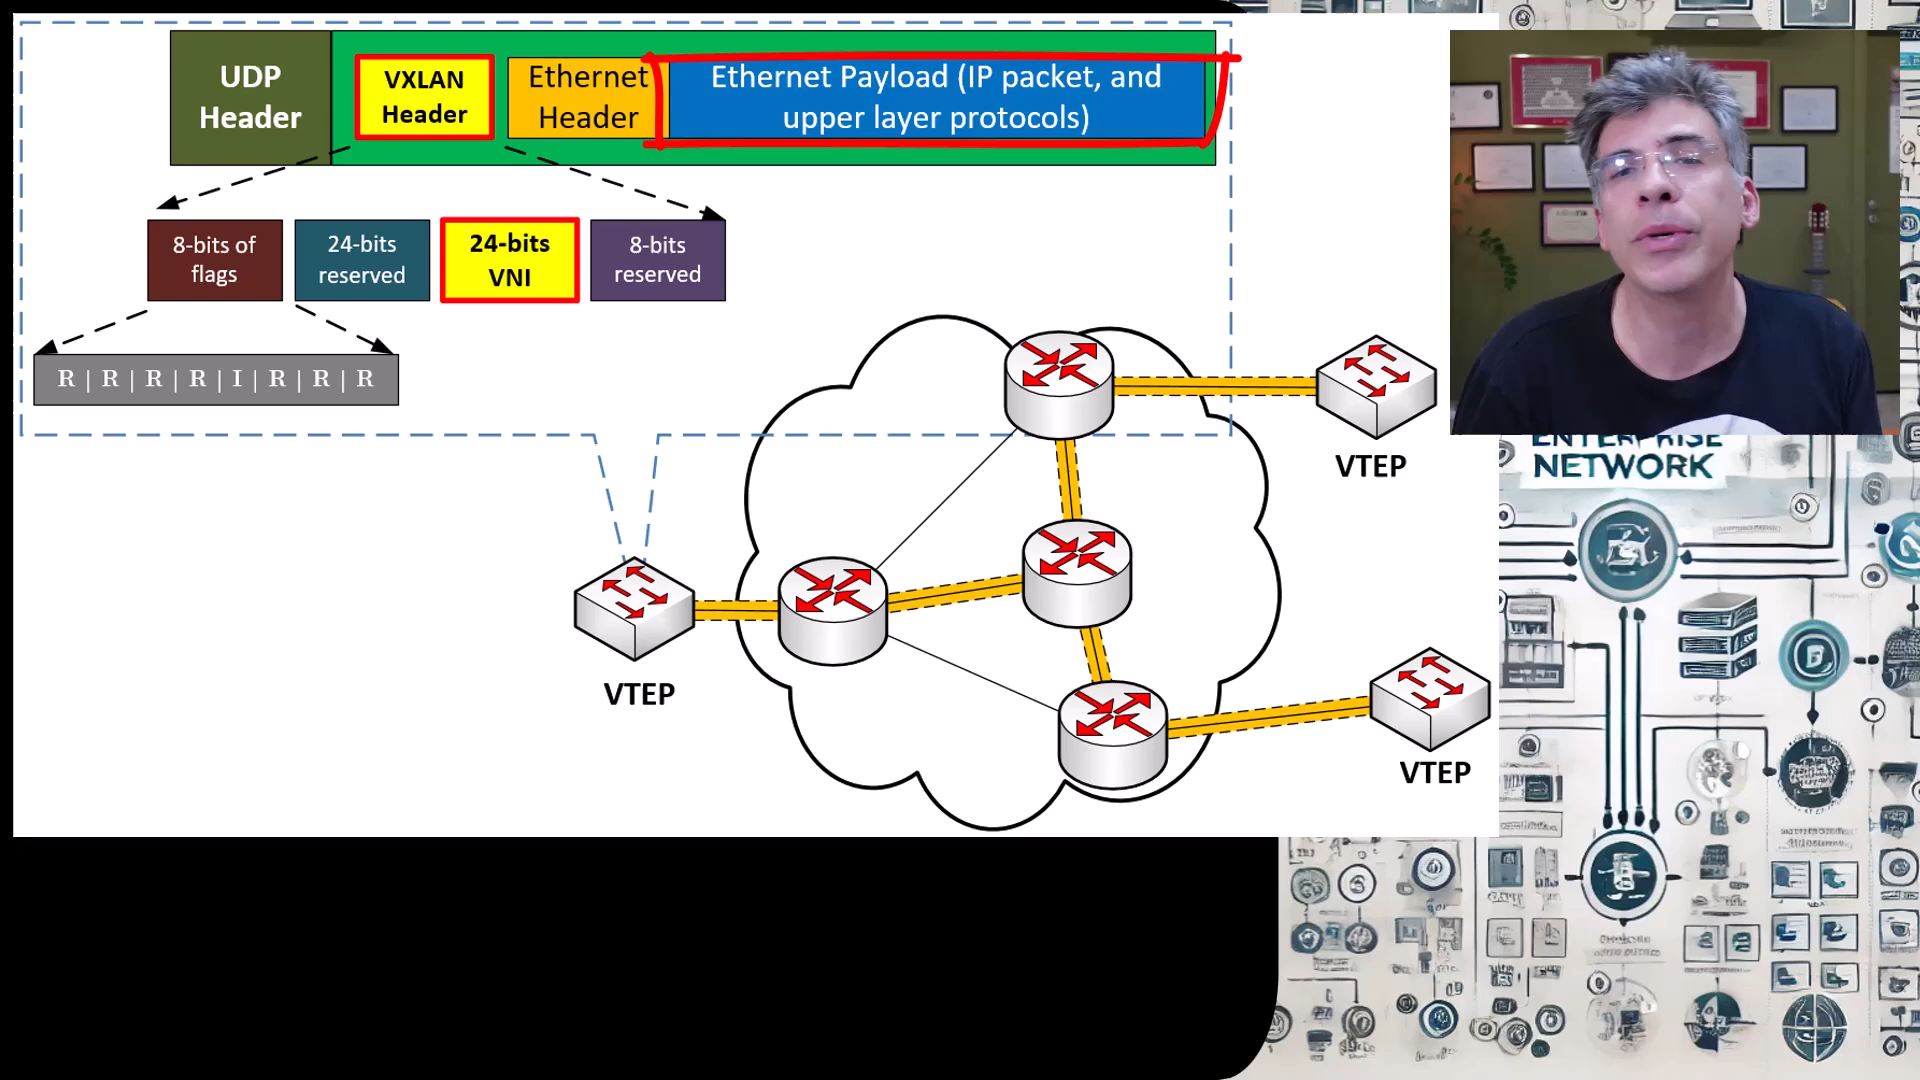 UDP
Header
VXLAN
Header
Ethernet
Header
Ethernet Payload (IP packet, and
upper layer protocols)
8-bits of
flags
24-bits
reserved
24-bits
VNI
8-bits
reserved
R | R | R | R | I | R | R | R
VTEP
VTEP
VTEP
ENTERPRISE
NETWORK